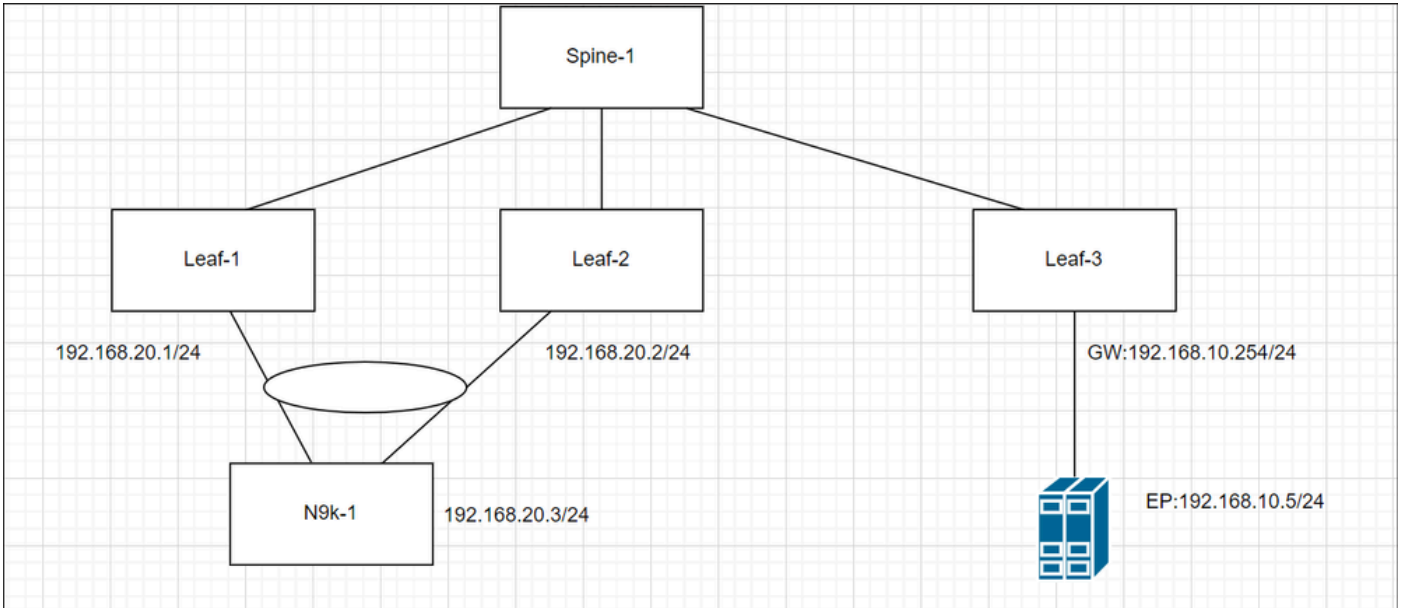 Spine-1
Leaf-1
Leaf-2
Leaf-3
192.168.20.1/24
192.168.20.2/24
GW:192.168.10.254/24
N9k-1
192.168.20.3/24
EP:192.168.10.5/24